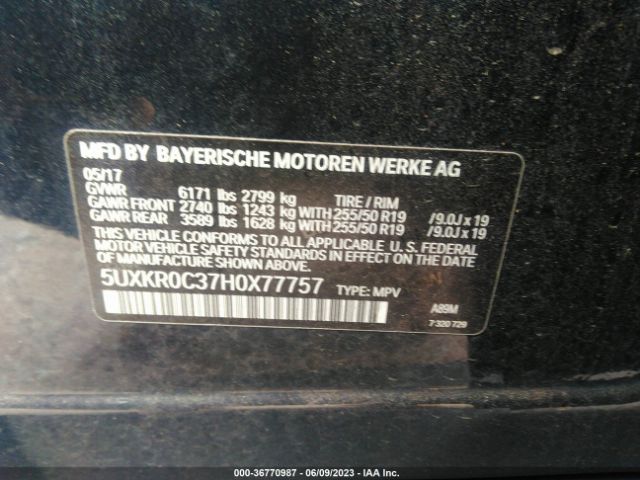 MFD BY BAYERISCHE MOTOREN WERKE AG
05/17
GVWR 6171 lbs 2799 kg TIRE / RIM
GAWR FRONT 2740 lbs 1243 kg WITH 255/50 R19 /9.0J x 19
GAWR REAR 3589 lbs 1628 kg WITH 255/50 R19 /9.0J x 19
THIS VEHICLE CONFORMS TO ALL APPLICABLE U. S. FEDERAL
MOTOR VEHICLE SAFETY STANDARDS IN EFFECT ON THE DATE
OF MANUFACTURE SHOWN ABOVE.
5UXKR0C37H0X77757 TYPE: MPV
A89M
7 320 729
000-36770987 - 06/09/2023 - IAA Inc.